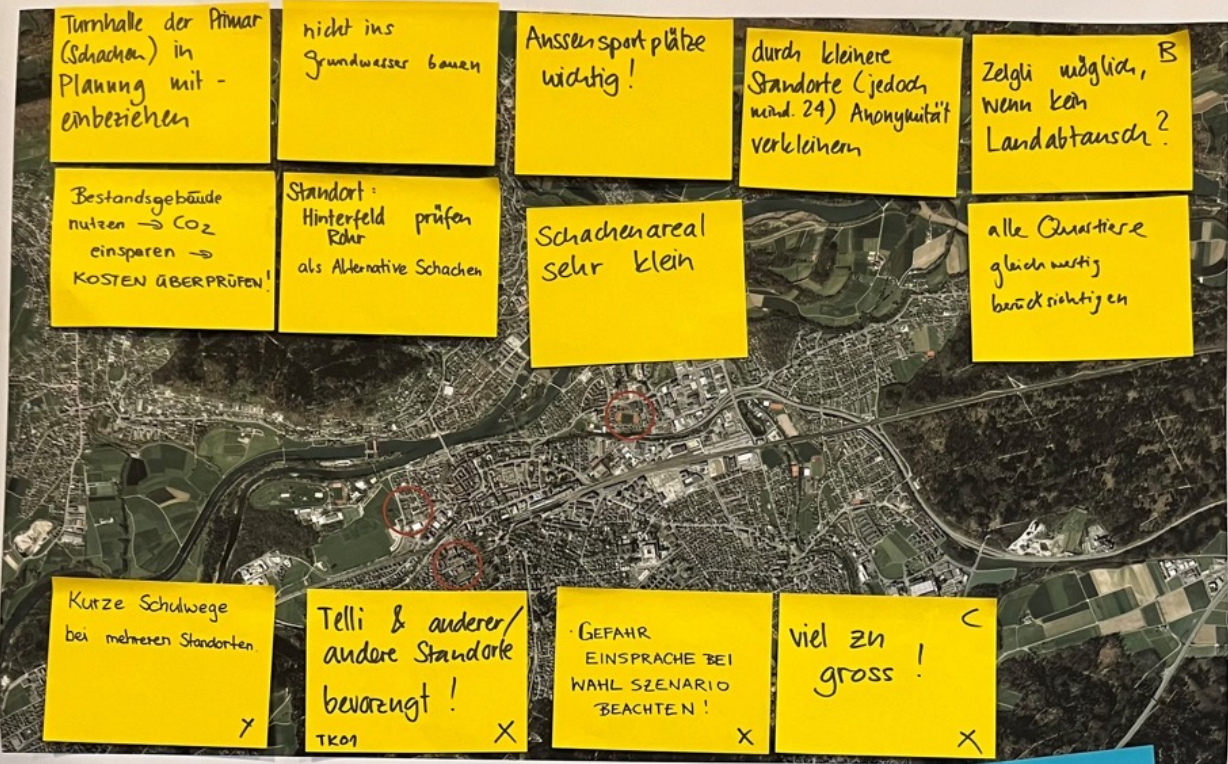 Turnhalle der Primar
(Schachen) in
Planung mit -
einbeziehen
nicht ins
Grundwasser bauen
Aussensportplätze
wichtig!
durch kleinere
Standorte (jedoch
mind. 24) Anonymität
verkleinern
B
Zelgli möglich,
wenn kein
Landabtausch?
Bestandsgebäude
nutzen → CO2
einsparen →
KOSTEN ÜBERPRÜFEN!
Standort:
Hinterfeld prüfen
Rohr
als Alternative Schachen
Schachenareal
sehr klein
alle Quartiere
gleichwertig
berücksichtigen
Kurze Schulwege
bei mehreren Standorten.
Y
Telli & anderer/
andere Standorte
bevorzugt!
TK01 X
GEFAHR
EINSPRACHE BEI
WAHL SZENARIO
BEACHTEN!
X
C
viel zu
gross!
X